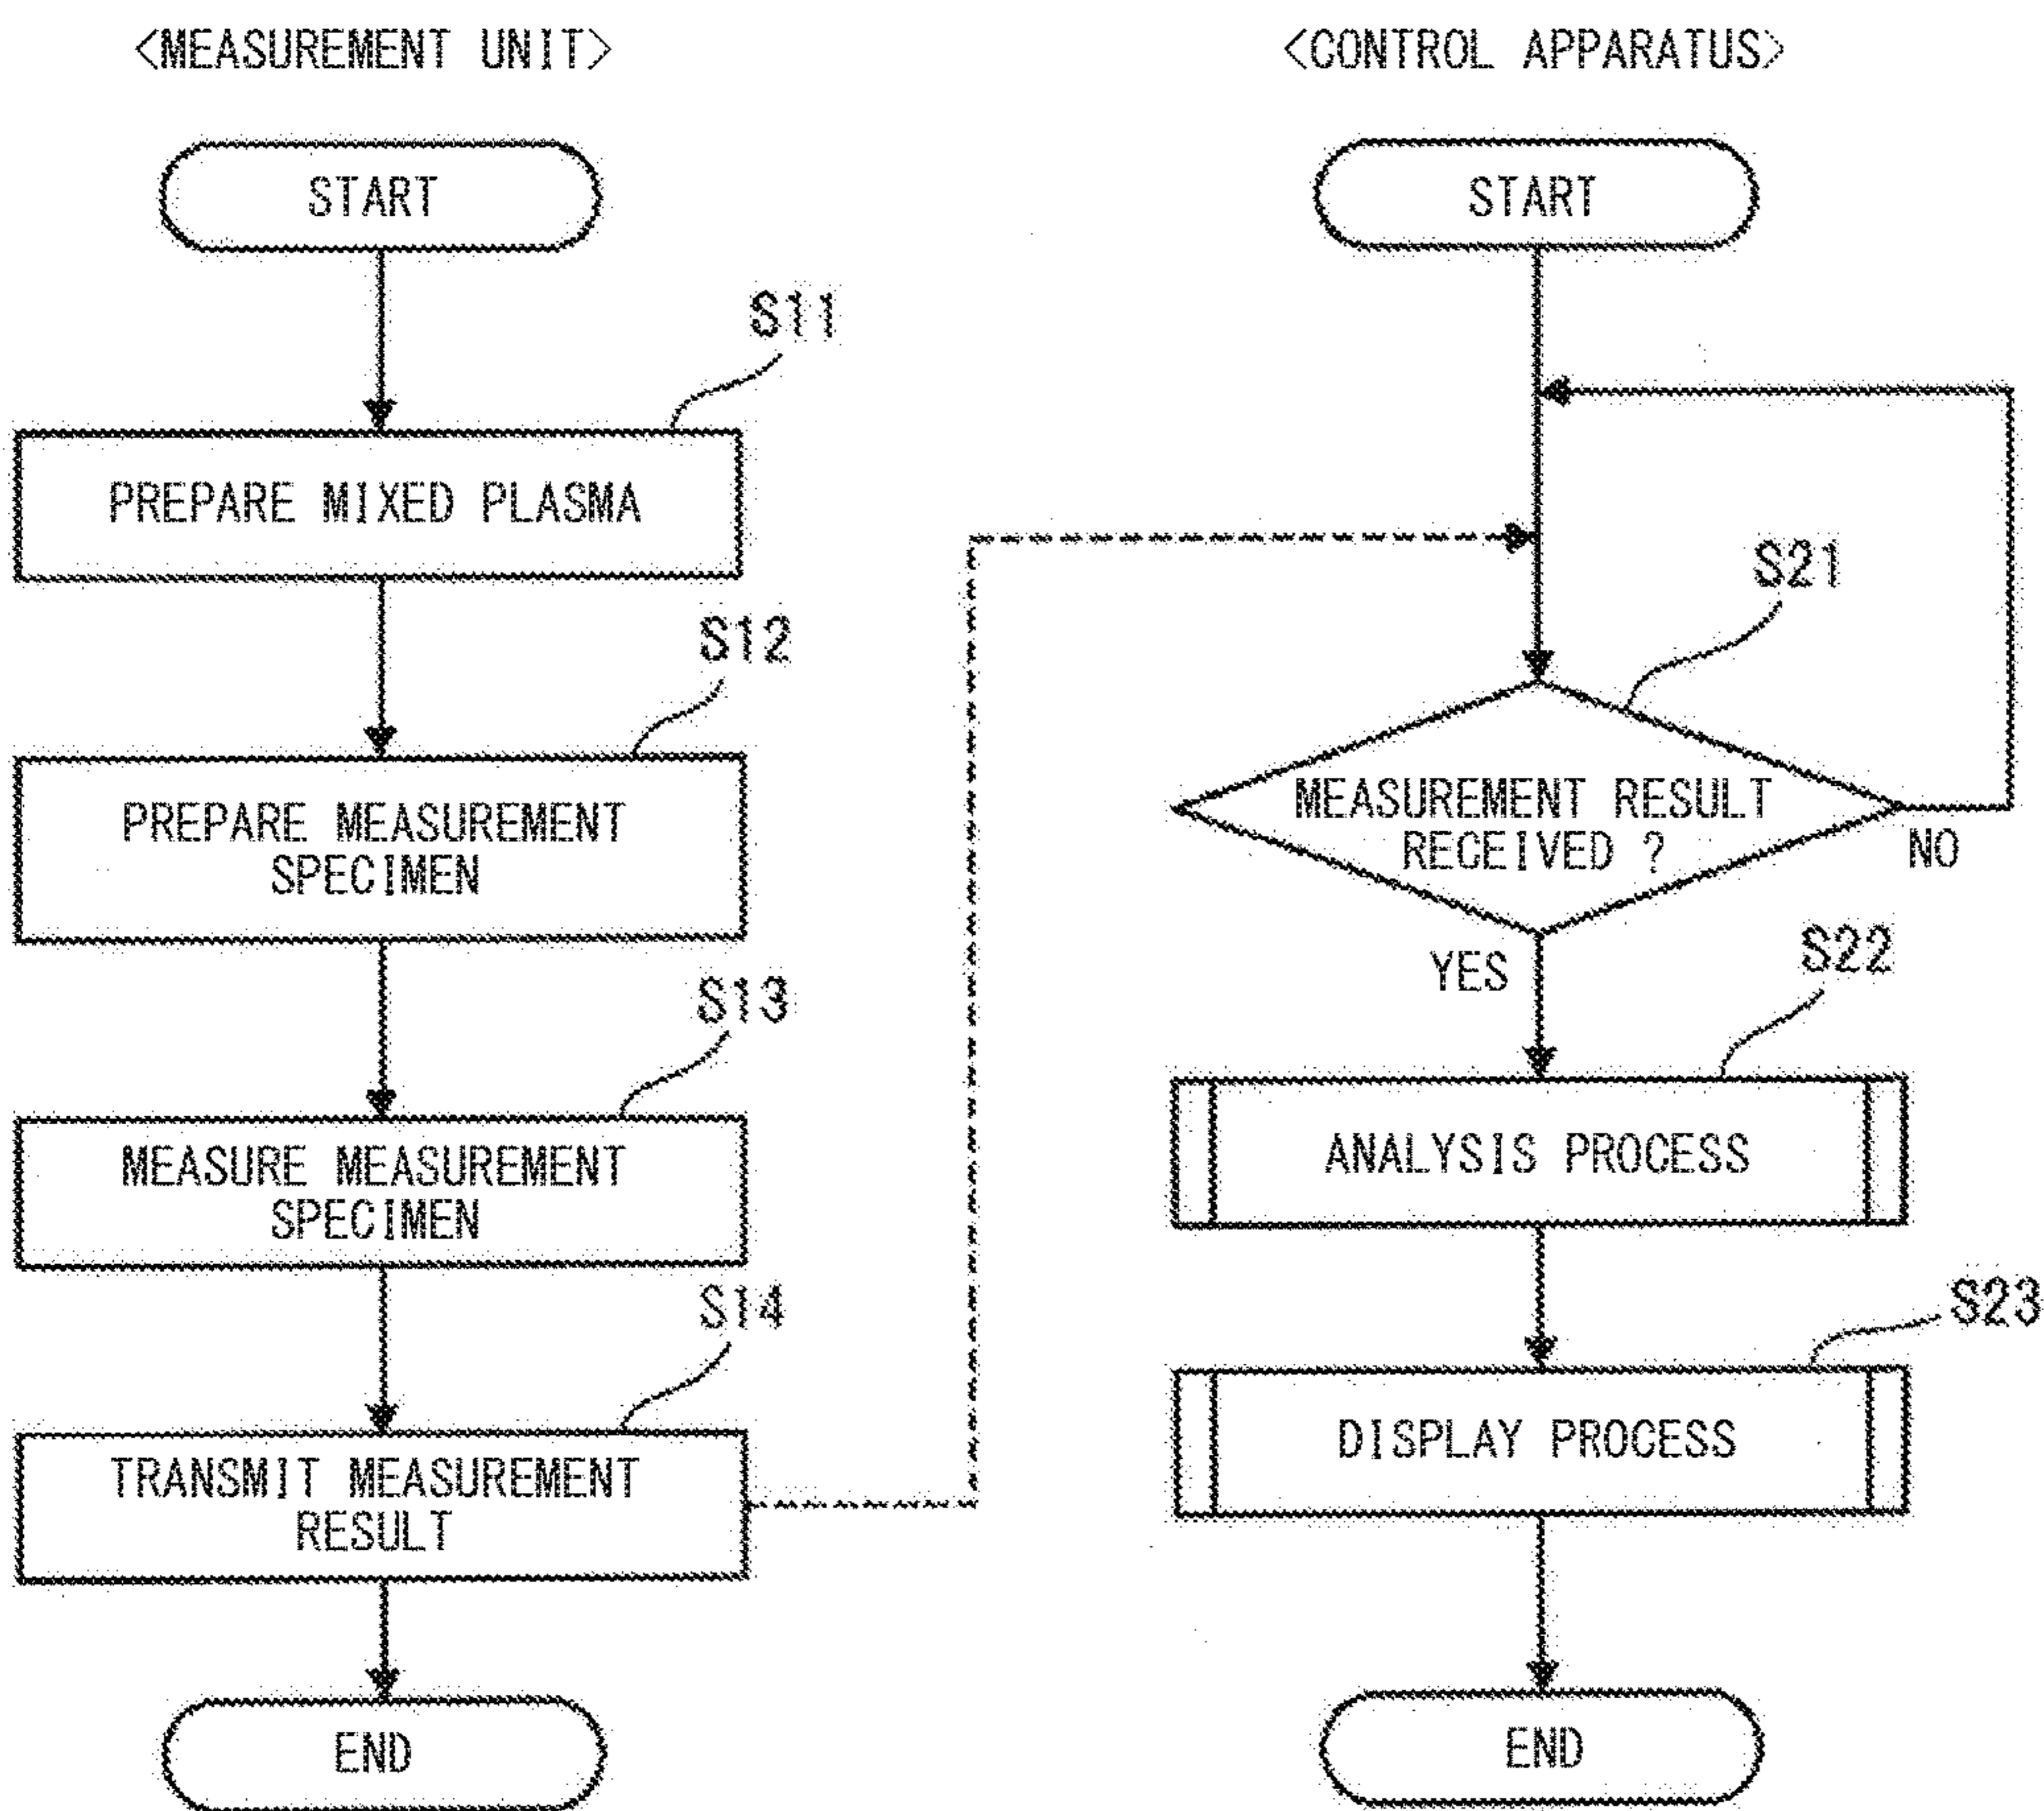 <MEASUREMENT UNIT>
START
S11
PREPARE MIXED PLASMA
S12
PREPARE MEASUREMENT
SPECIMEN
S13
MEASURE MEASUREMENT
SPECIMEN
S14
TRANSMIT MEASUREMENT
RESULT
END
<CONTROL APPARATUS>
START
S21
MEASUREMENT RESULT
RECEIVED ?
NO
YES
S22
ANALYSIS PROCESS
S23
DISPLAY PROCESS
END